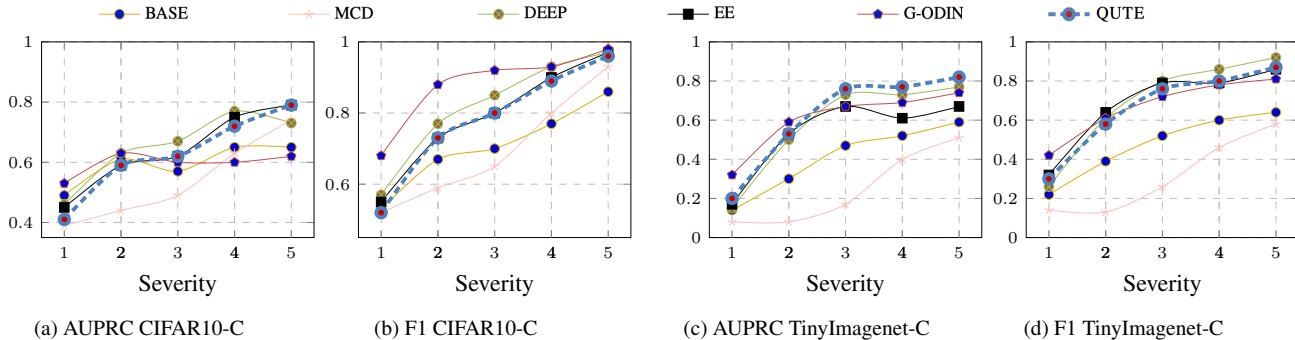 BASE MCD DEEP EE G-ODIN QUTE
1
0.8
0.6
0.4
1 2 3 4 5
Severity
(a) AUPRC CIFAR10-C
1
0.8
0.6
1 2 3 4 5
Severity
(b) F1 CIFAR10-C
1
0.8
0.6
0.4
0.2
0
1 2 3 4 5
Severity
(c) AUPRC TinyImagenet-C
1
0.8
0.6
0.4
0.2
0
1 2 3 4 5
Severity
(d) F1 TinyImagenet-C